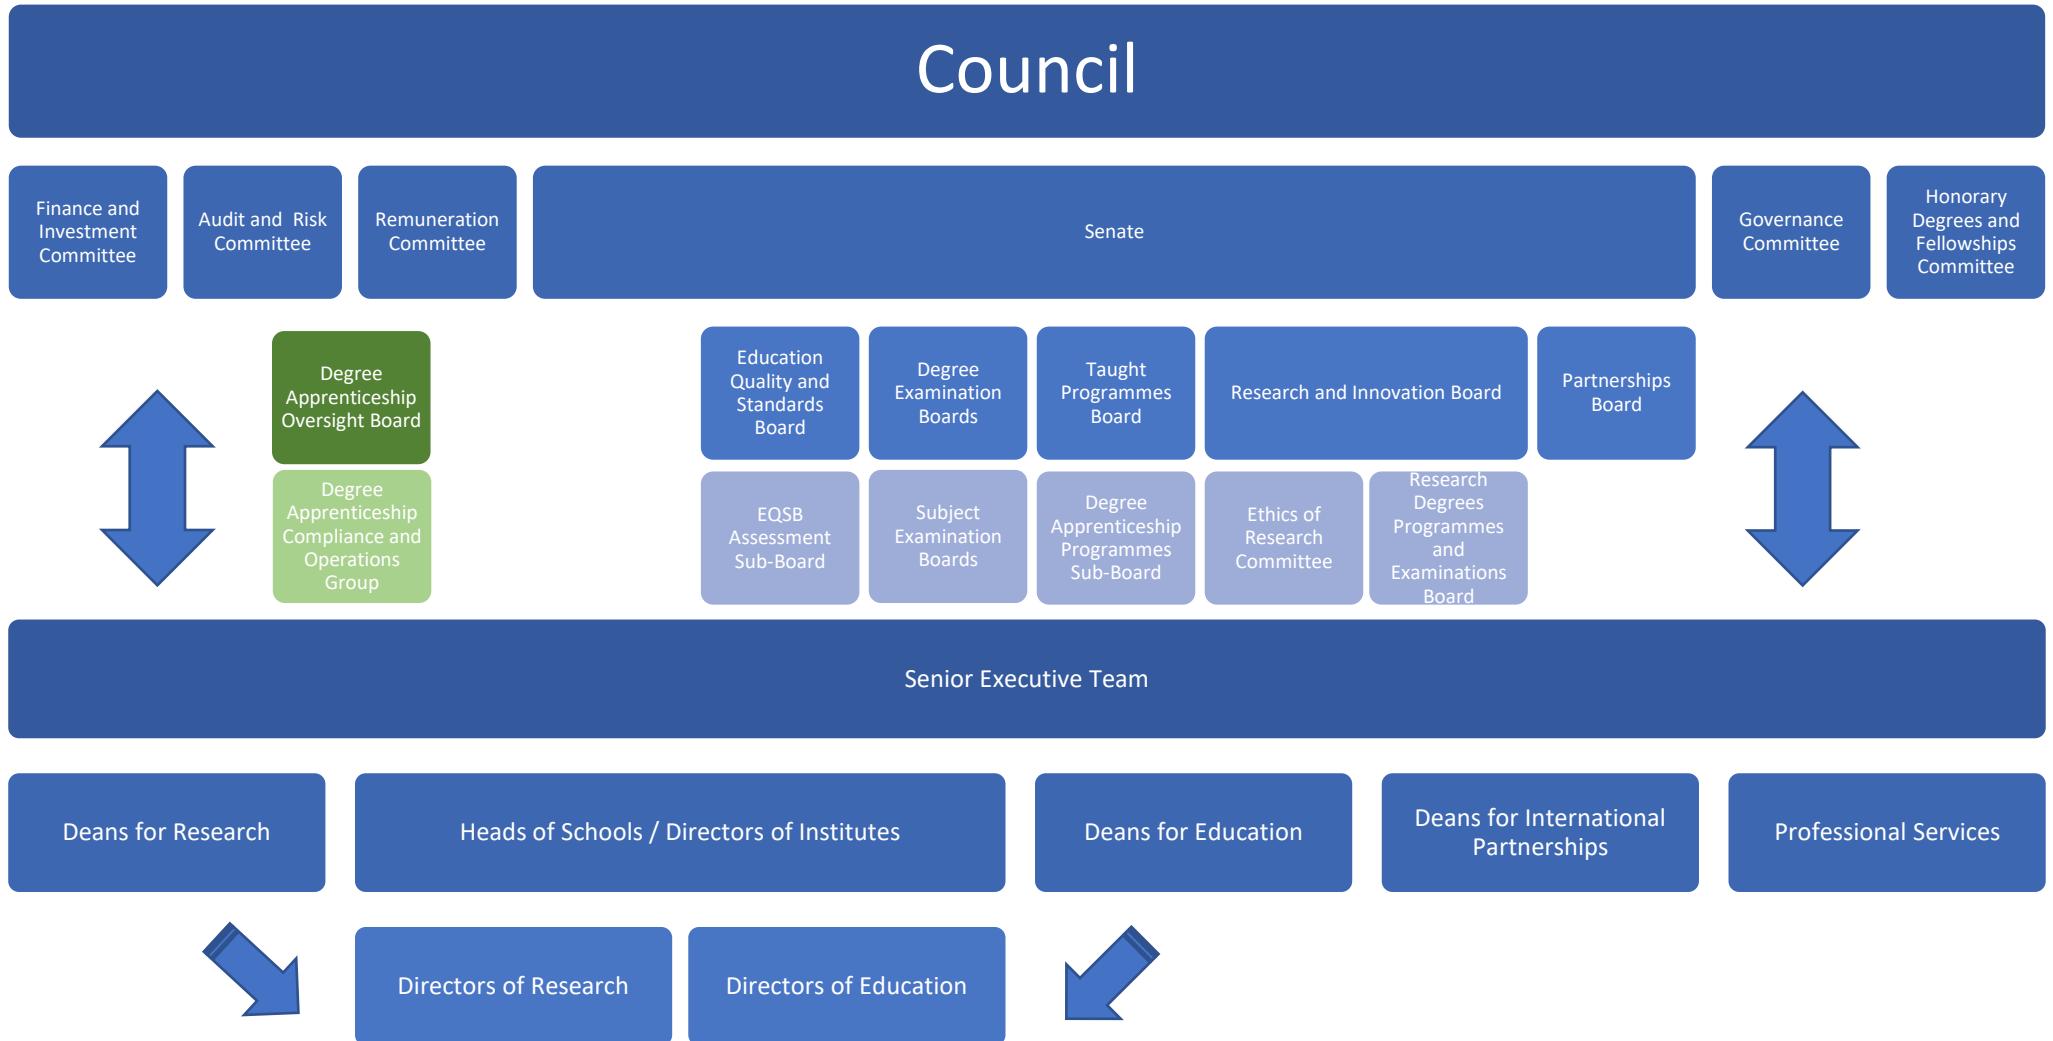 Council
Finance and
Investment
Committee
Audit and  Risk
Committee
Remuneration
Committee
Senate
Governance
Committee
Honorary
Degrees and
Fellowships
Committee
Degree
Apprenticeship
Oversight Board
Education
Quality and
Standards
Board
Degree
Examination
Boards
Taught
Programmes
Board
Research and Innovation Board
Partnerships
Board
Degree
Apprenticeship
Compliance and
Operations
Group
EQSB
Assessment
Sub-Board
Subject
Examination
Boards
Degree
Apprenticeship
Programmes
Sub-Board
Ethics of
Research
Committee
Research
Degrees
Programmes
and
Examinations
Board
Senior Executive Team
Deans for Research
Heads of Schools / Directors of Institutes
Deans for Education
Deans for International
Partnerships
Professional Services
Directors of Research
Directors of Education